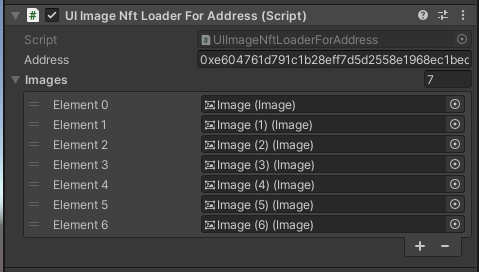 UI Image Nft Loader For Address (Script)
Script UIImageNftLoaderForAddress
Address 0xe604761d791c1b28eff7d5d2558e1968ec1bec
Images 7
Element 0 Image (Image)
Element 1 Image (1) (Image)
Element 2 Image (2) (Image)
Element 3 Image (3) (Image)
Element 4 Image (4) (Image)
Element 5 Image (5) (Image)
Element 6 Image (6) (Image)